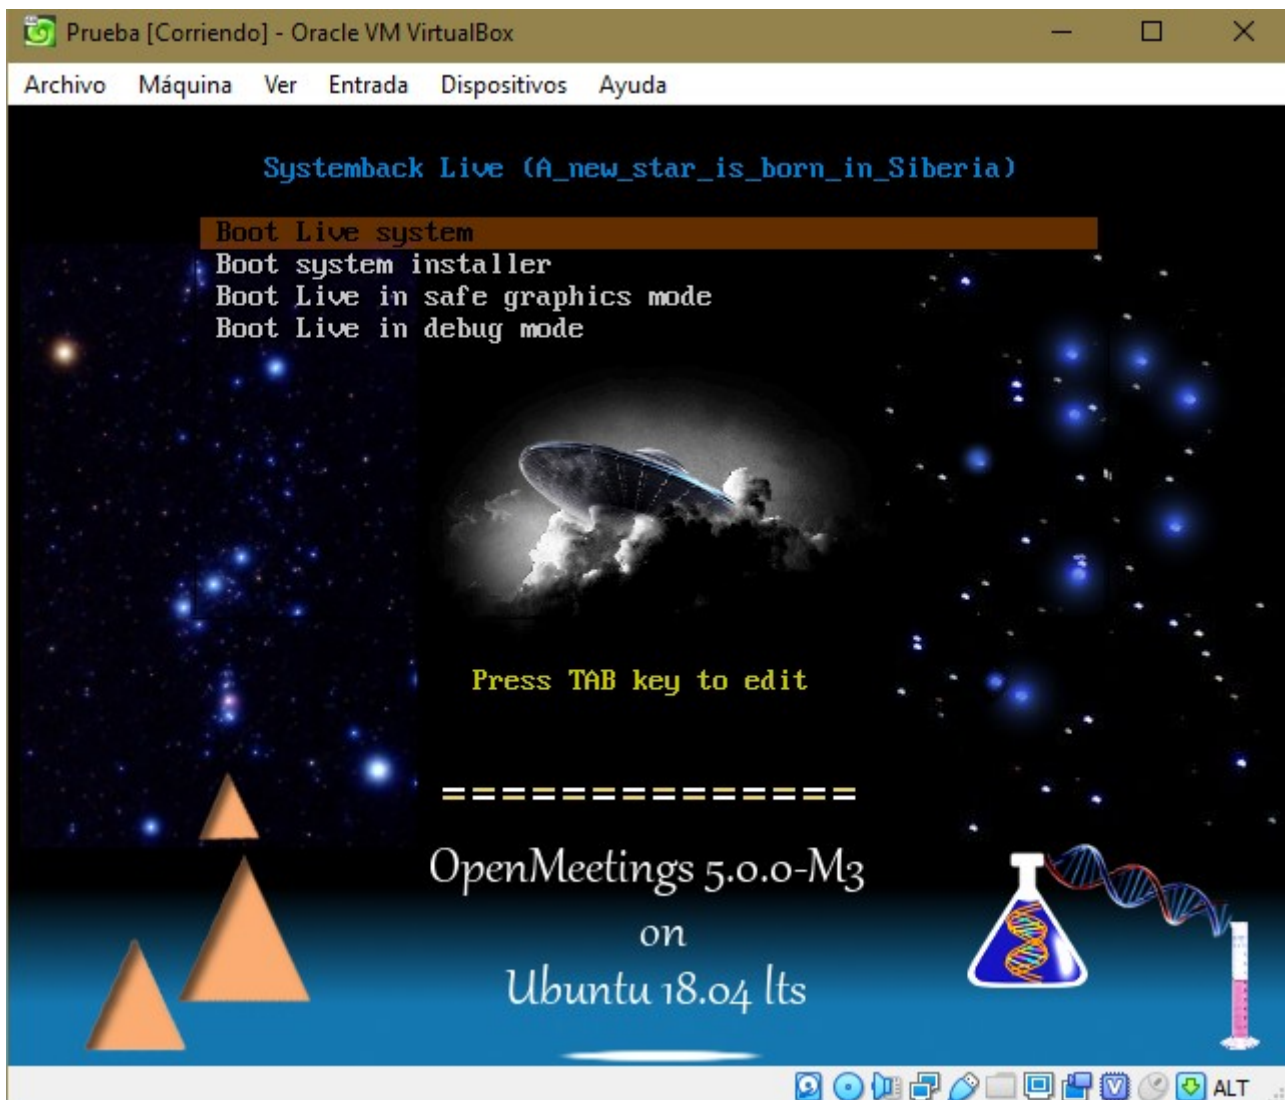 Prueba [Corriendo] - Oracle VM VirtualBox
Archivo Máquina Ver Entrada Dispositivos Ayuda
Systemback Live (A_new_star_is_born_in_Siberia)
Boot Live system
Boot system installer
Boot Live in safe graphics mode
Boot Live in debug mode
Press TAB key to edit
==============
OpenMeetings 5.0.0-M3
on
Ubuntu 18.04 lts
ALT